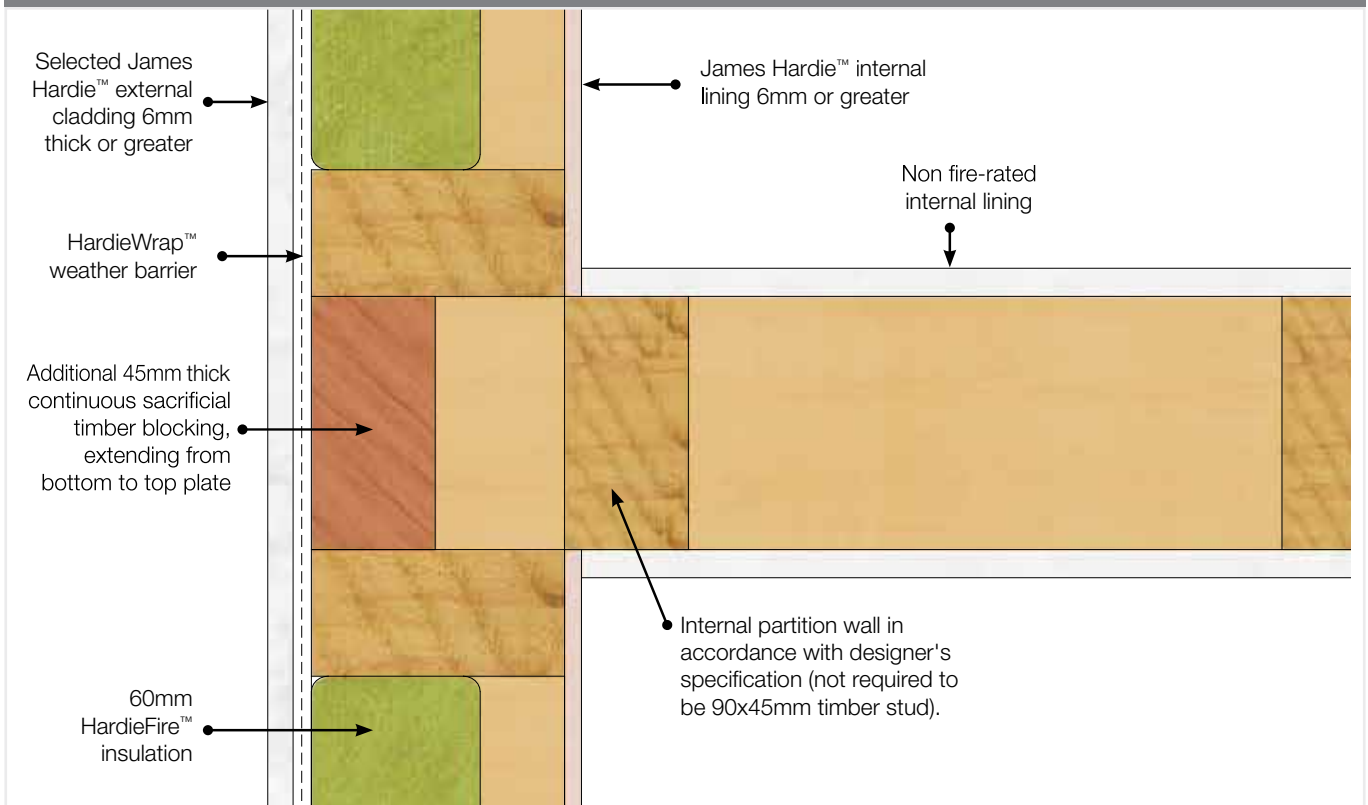 Selected James
Hardie™ external
cladding 6mm
thick or greater
James Hardie™ internal
lining 6mm or greater
Non fire-rated
internal lining
HardieWrap™
weather barrier
Additional 45mm thick
continuous sacrificial
timber blocking,
extending from
bottom to top plate
Internal partition wall in
accordance with designer's
specification (not required to
be 90x45mm timber stud).
60mm
HardieFire™
insulation